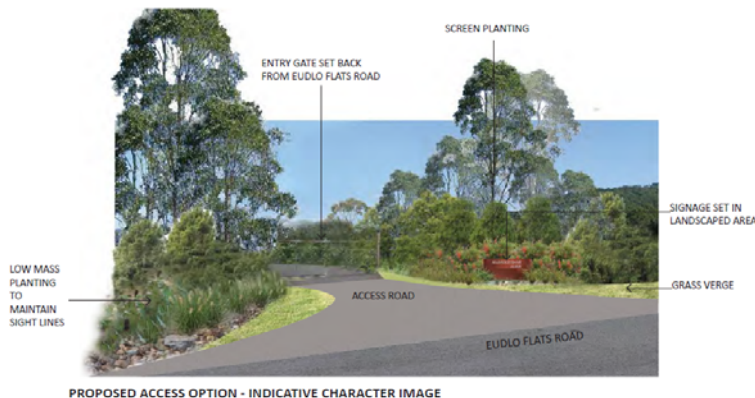 SCREEN PLANTING
ENTRY GATE SET BACK
FROM EUDLO FLATS ROAD
SIGNAGE SET IN
LANDSCAPED AREA
LOW MASS
PLANTING
TO
MAINTAIN
SIGHT LINES
GRASS VERGE
ACCESS ROAD
EUDLO FLATS ROAD
PROPOSED ACCESS OPTION - INDICATIVE CHARACTER IMAGE